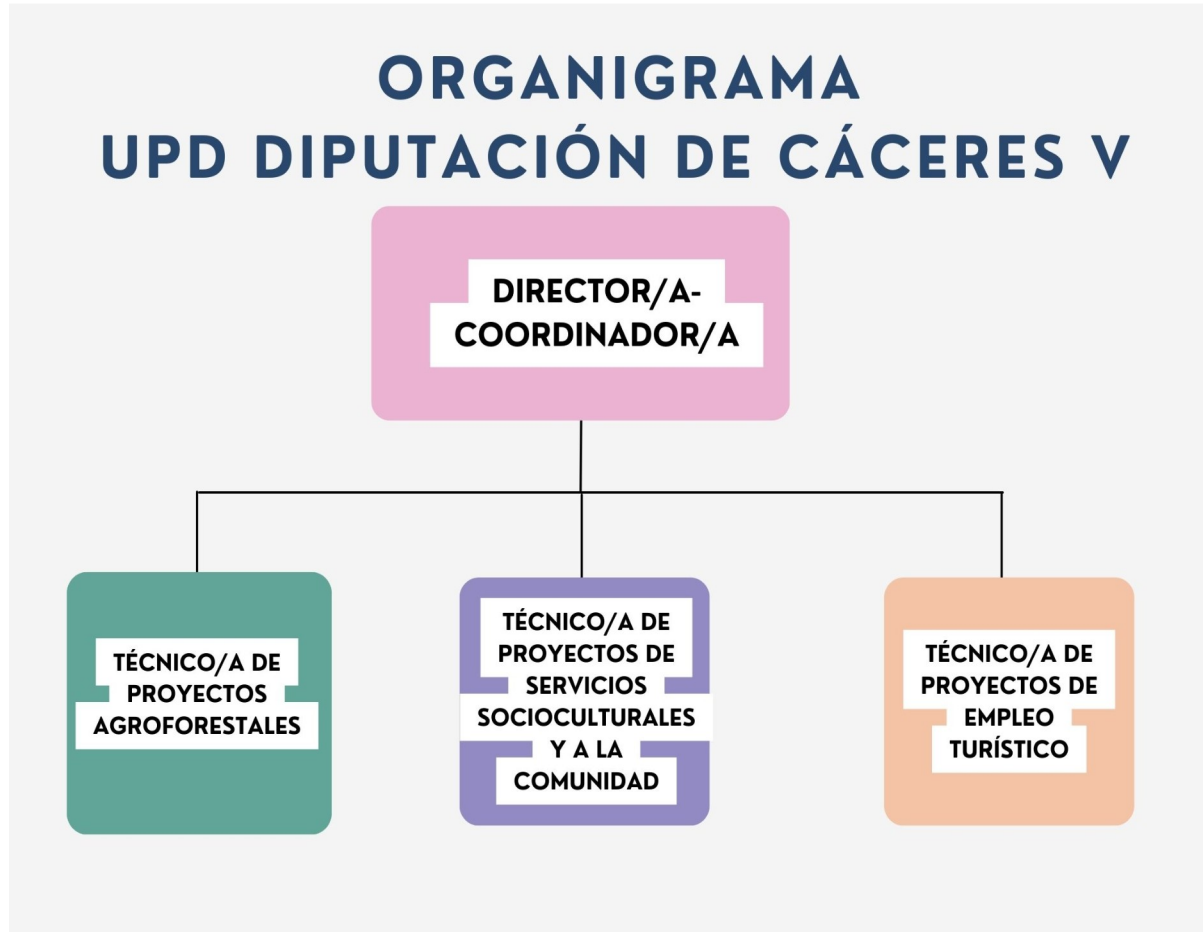 ORGANIGRAMA
UPD DIPUTACIÓN DE CÁCERES V
DIRECTOR/A-
COORDINADOR/A
TÉCNICO/A DE
PROYECTOS
AGROFORESTALES
TÉCNICO/A DE
PROYECTOS DE
SERVICIOS
SOCIOCULTURALES
Y A LA
COMUNIDAD
TÉCNICO/A DE
PROYECTOS DE
EMPLEO
TURÍSTICO